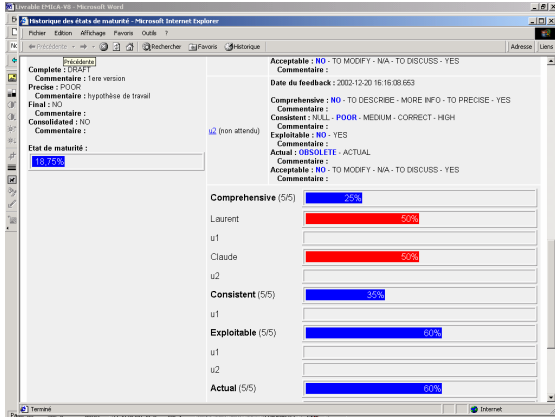 Livrable EMIcA-V8 - Microsoft Word
Historique des états de maturité - Microsoft Internet Explorer
Fichier Edition Affichage Favoris Outils ?
Précédente
Rechercher Favoris Historique
Adresse Liens
Précédente
Complete : DRAFT
Commentaire : 1ere version
Precise : POOR
Commentaire : hypothèse de travail
Final : NO
Commentaire :
Consolidated : NO
Commentaire :
Etat de maturité :
18,75%
u2 (non attendu)
Acceptable : NO - TO MODIFY - N/A - TO DISCUSS - YES
Commentaire :
Date du feedback : 2002-12-20 16:16:08.653
Comprehensive : NO - TO DESCRIBE - MORE INFO - TO PRECISE - YES
Commentaire :
Consistent : NULL - POOR - MEDIUM - CORRECT - HIGH
Commentaire :
Exploitable : NO - YES
Commentaire :
Actual : OBSOLETE - ACTUAL
Commentaire :
Acceptable : NO - TO MODIFY - N/A - TO DISCUSS - YES
Commentaire :
Comprehensive (5/5) 25%
Laurent 50%
u1
Claude 50%
u2
Consistent (5/5) 35%
u1
Exploitable (5/5) 60%
u1
u2
Actual (5/5) 60%
Terminé
Internet